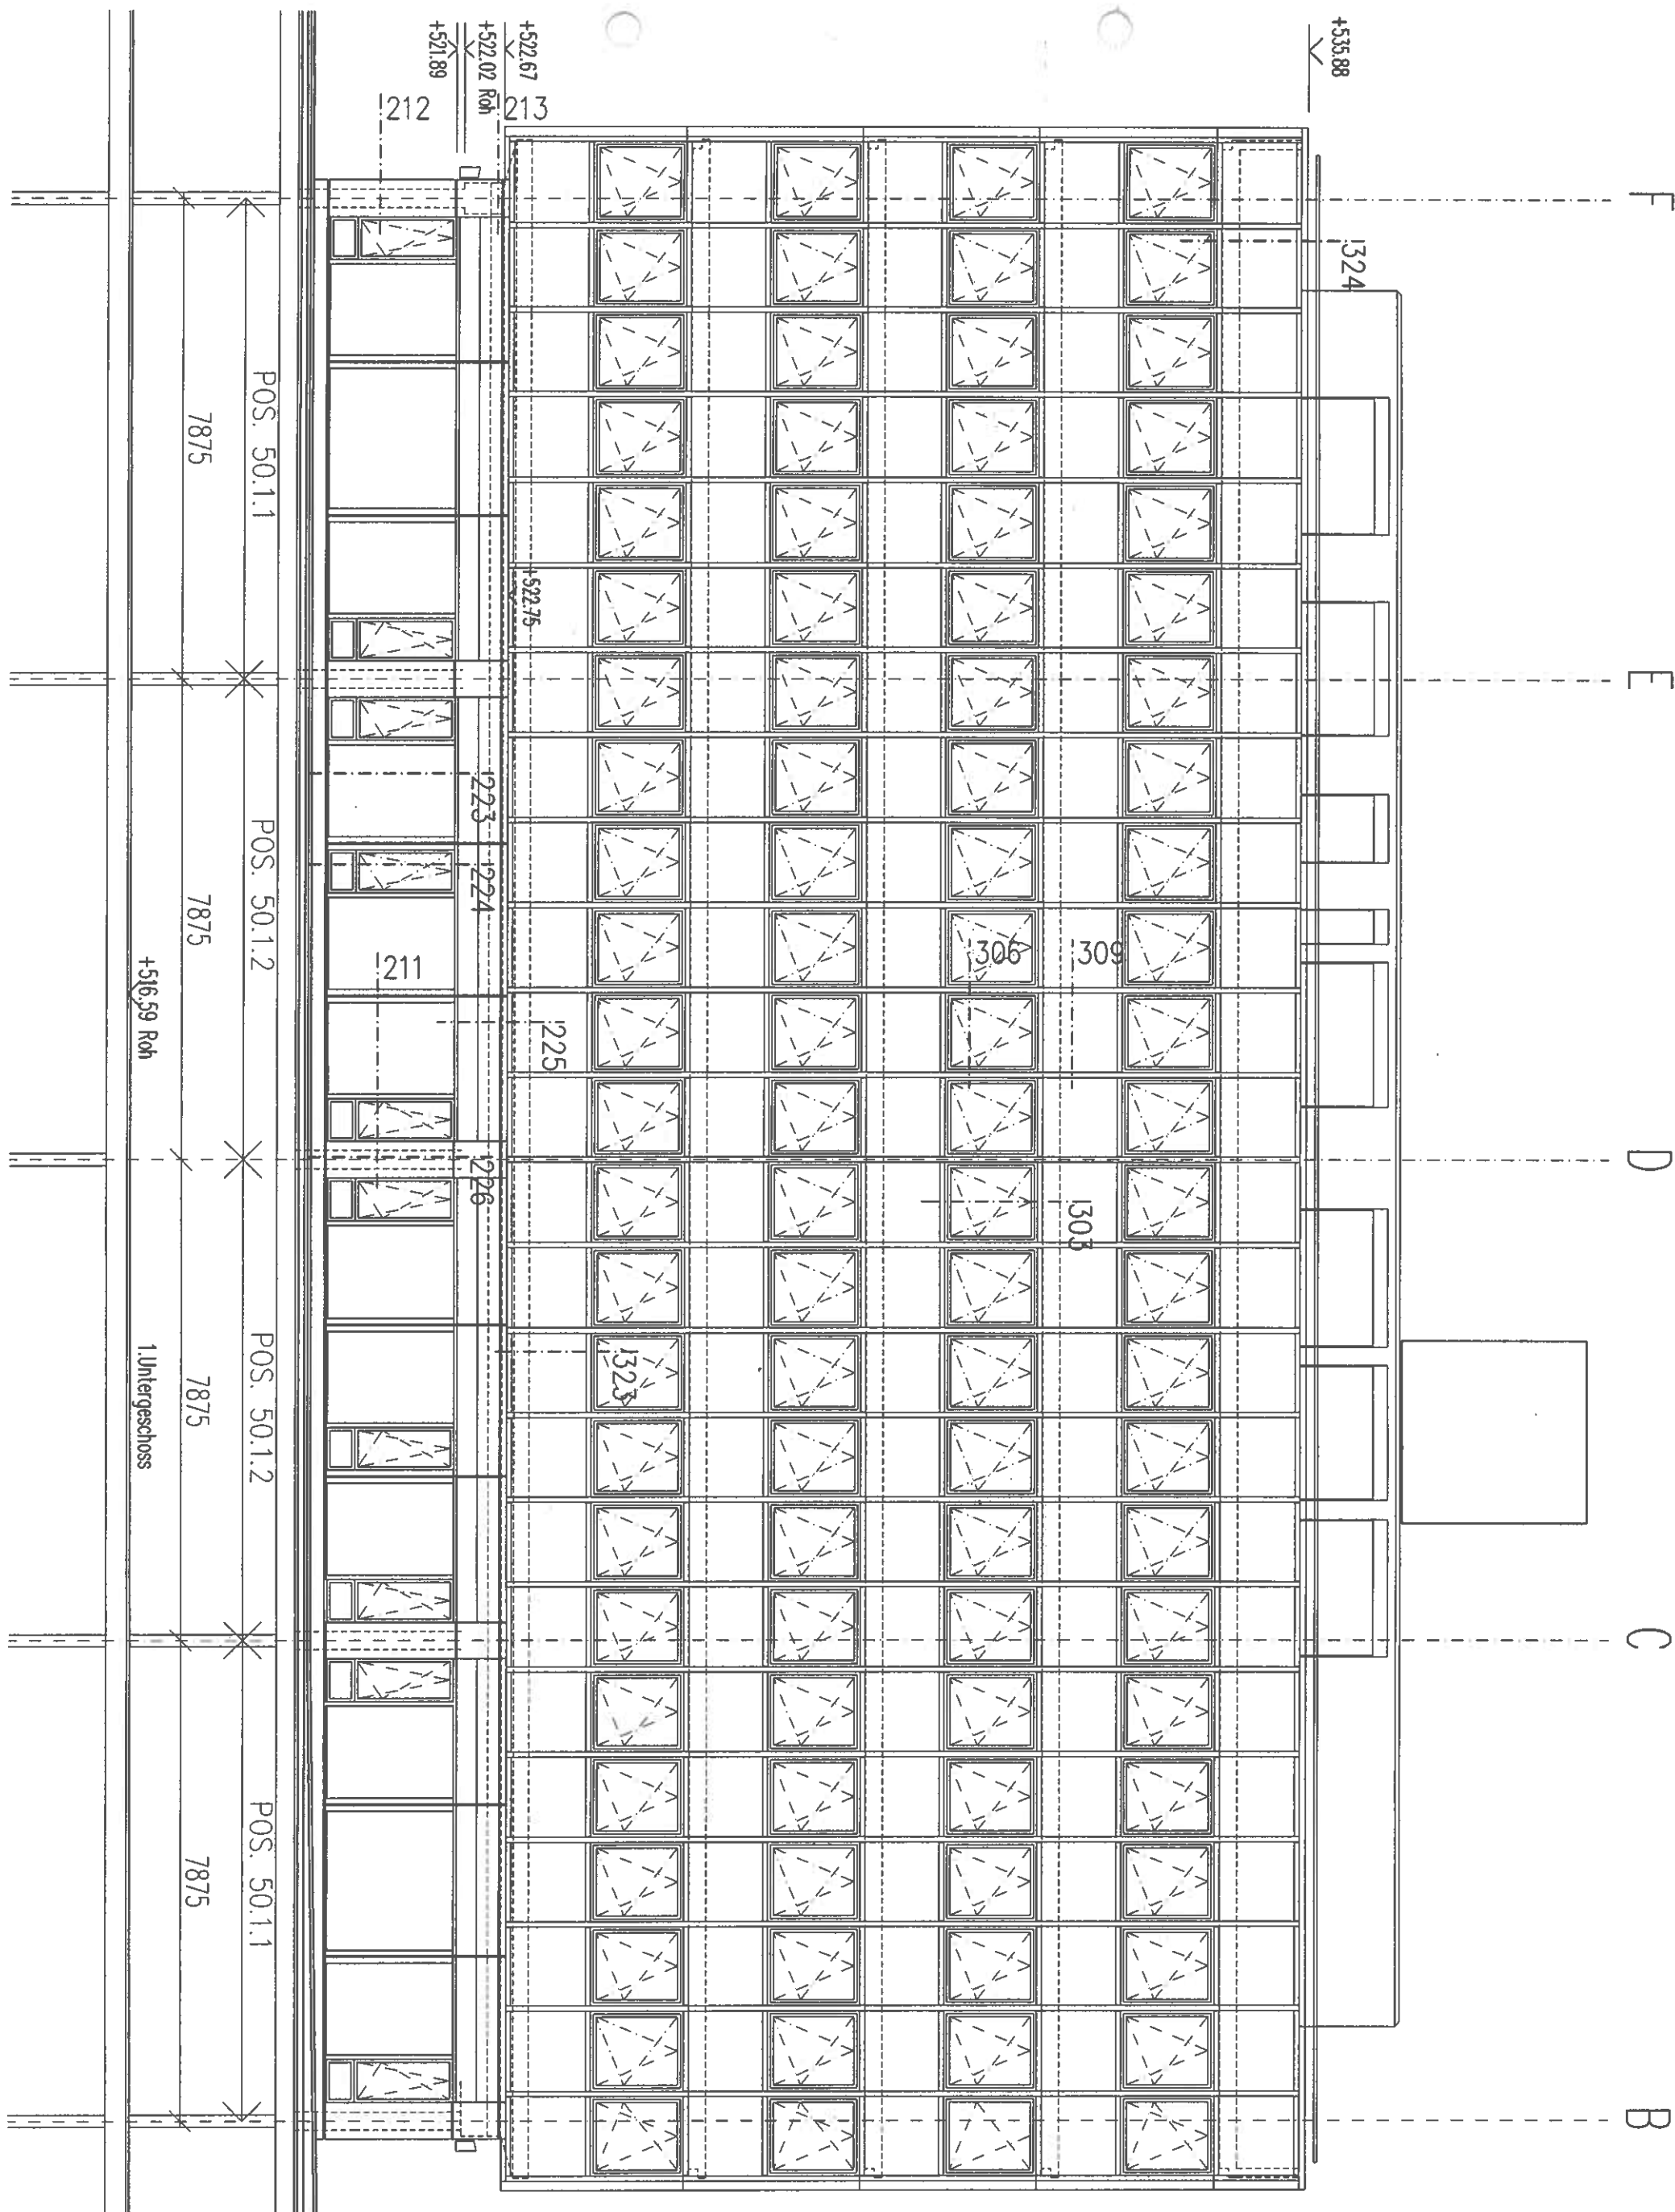 F
E
D
C
B
+535.88
324
309
306
303
323
225
+522.75
+522.67
+522.02 Roh
+521.89
213
212
223
224
226
211
POS. 50.1.1
POS. 50.1.2
POS. 50.1.2
POS. 50.1.1
7875
7875
7875
7875
+516.59 Roh
1.Untergeschoss